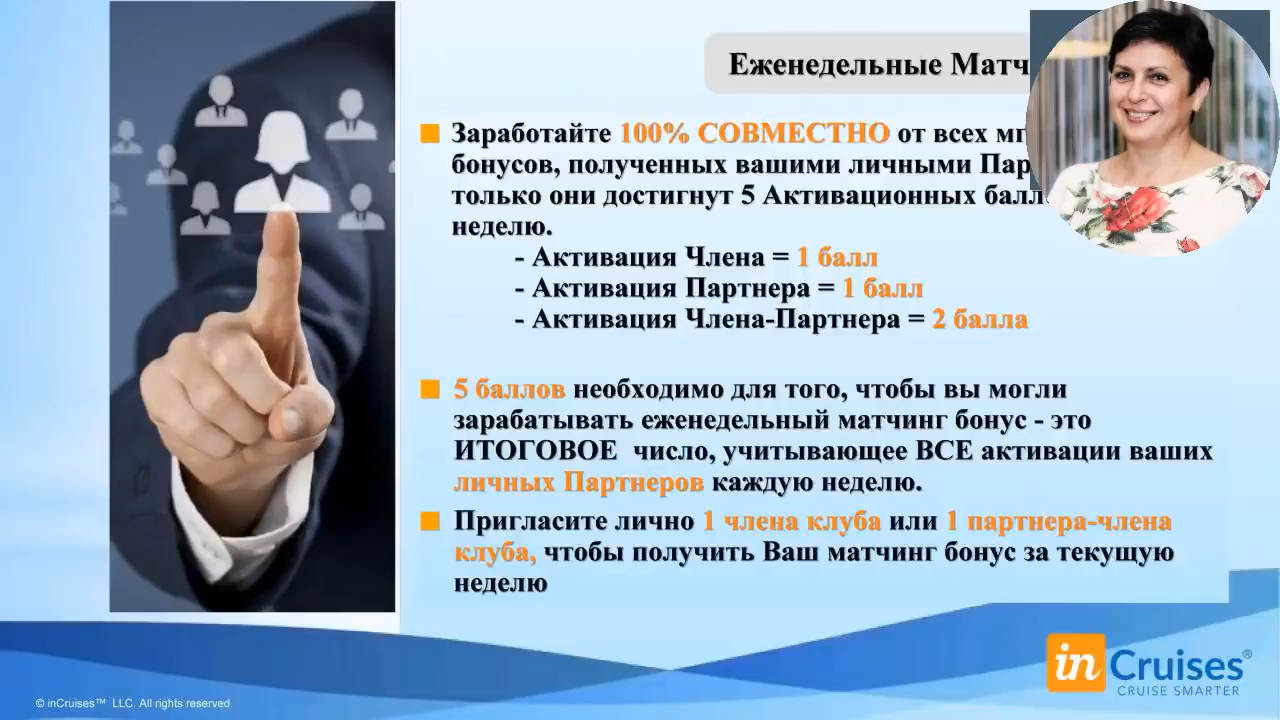 Еженедельные Матч
Заработайте 100% СОВМЕСТНО от всех мг
бонусов, полученных вашими личными Пар
только они достигнут 5 Активационных балл
неделю.
- Активация Члена = 1 балл
- Активация Партнера = 1 балл
- Активация Члена-Партнера = 2 балла
5 баллов необходимо для того, чтобы вы могли
зарабатывать еженедельный матчинг бонус - это
ИТОГОВОЕ число, учитывающее ВСЕ активации ваших
личных Партнеров каждую неделю.
Пригласите лично 1 члена клуба или 1 партнера-члена
клуба, чтобы получить Ваш матчинг бонус за текущую
неделю
in Cruises®
CRUISE SMARTER
© inCruises™ LLC. All rights reserved.